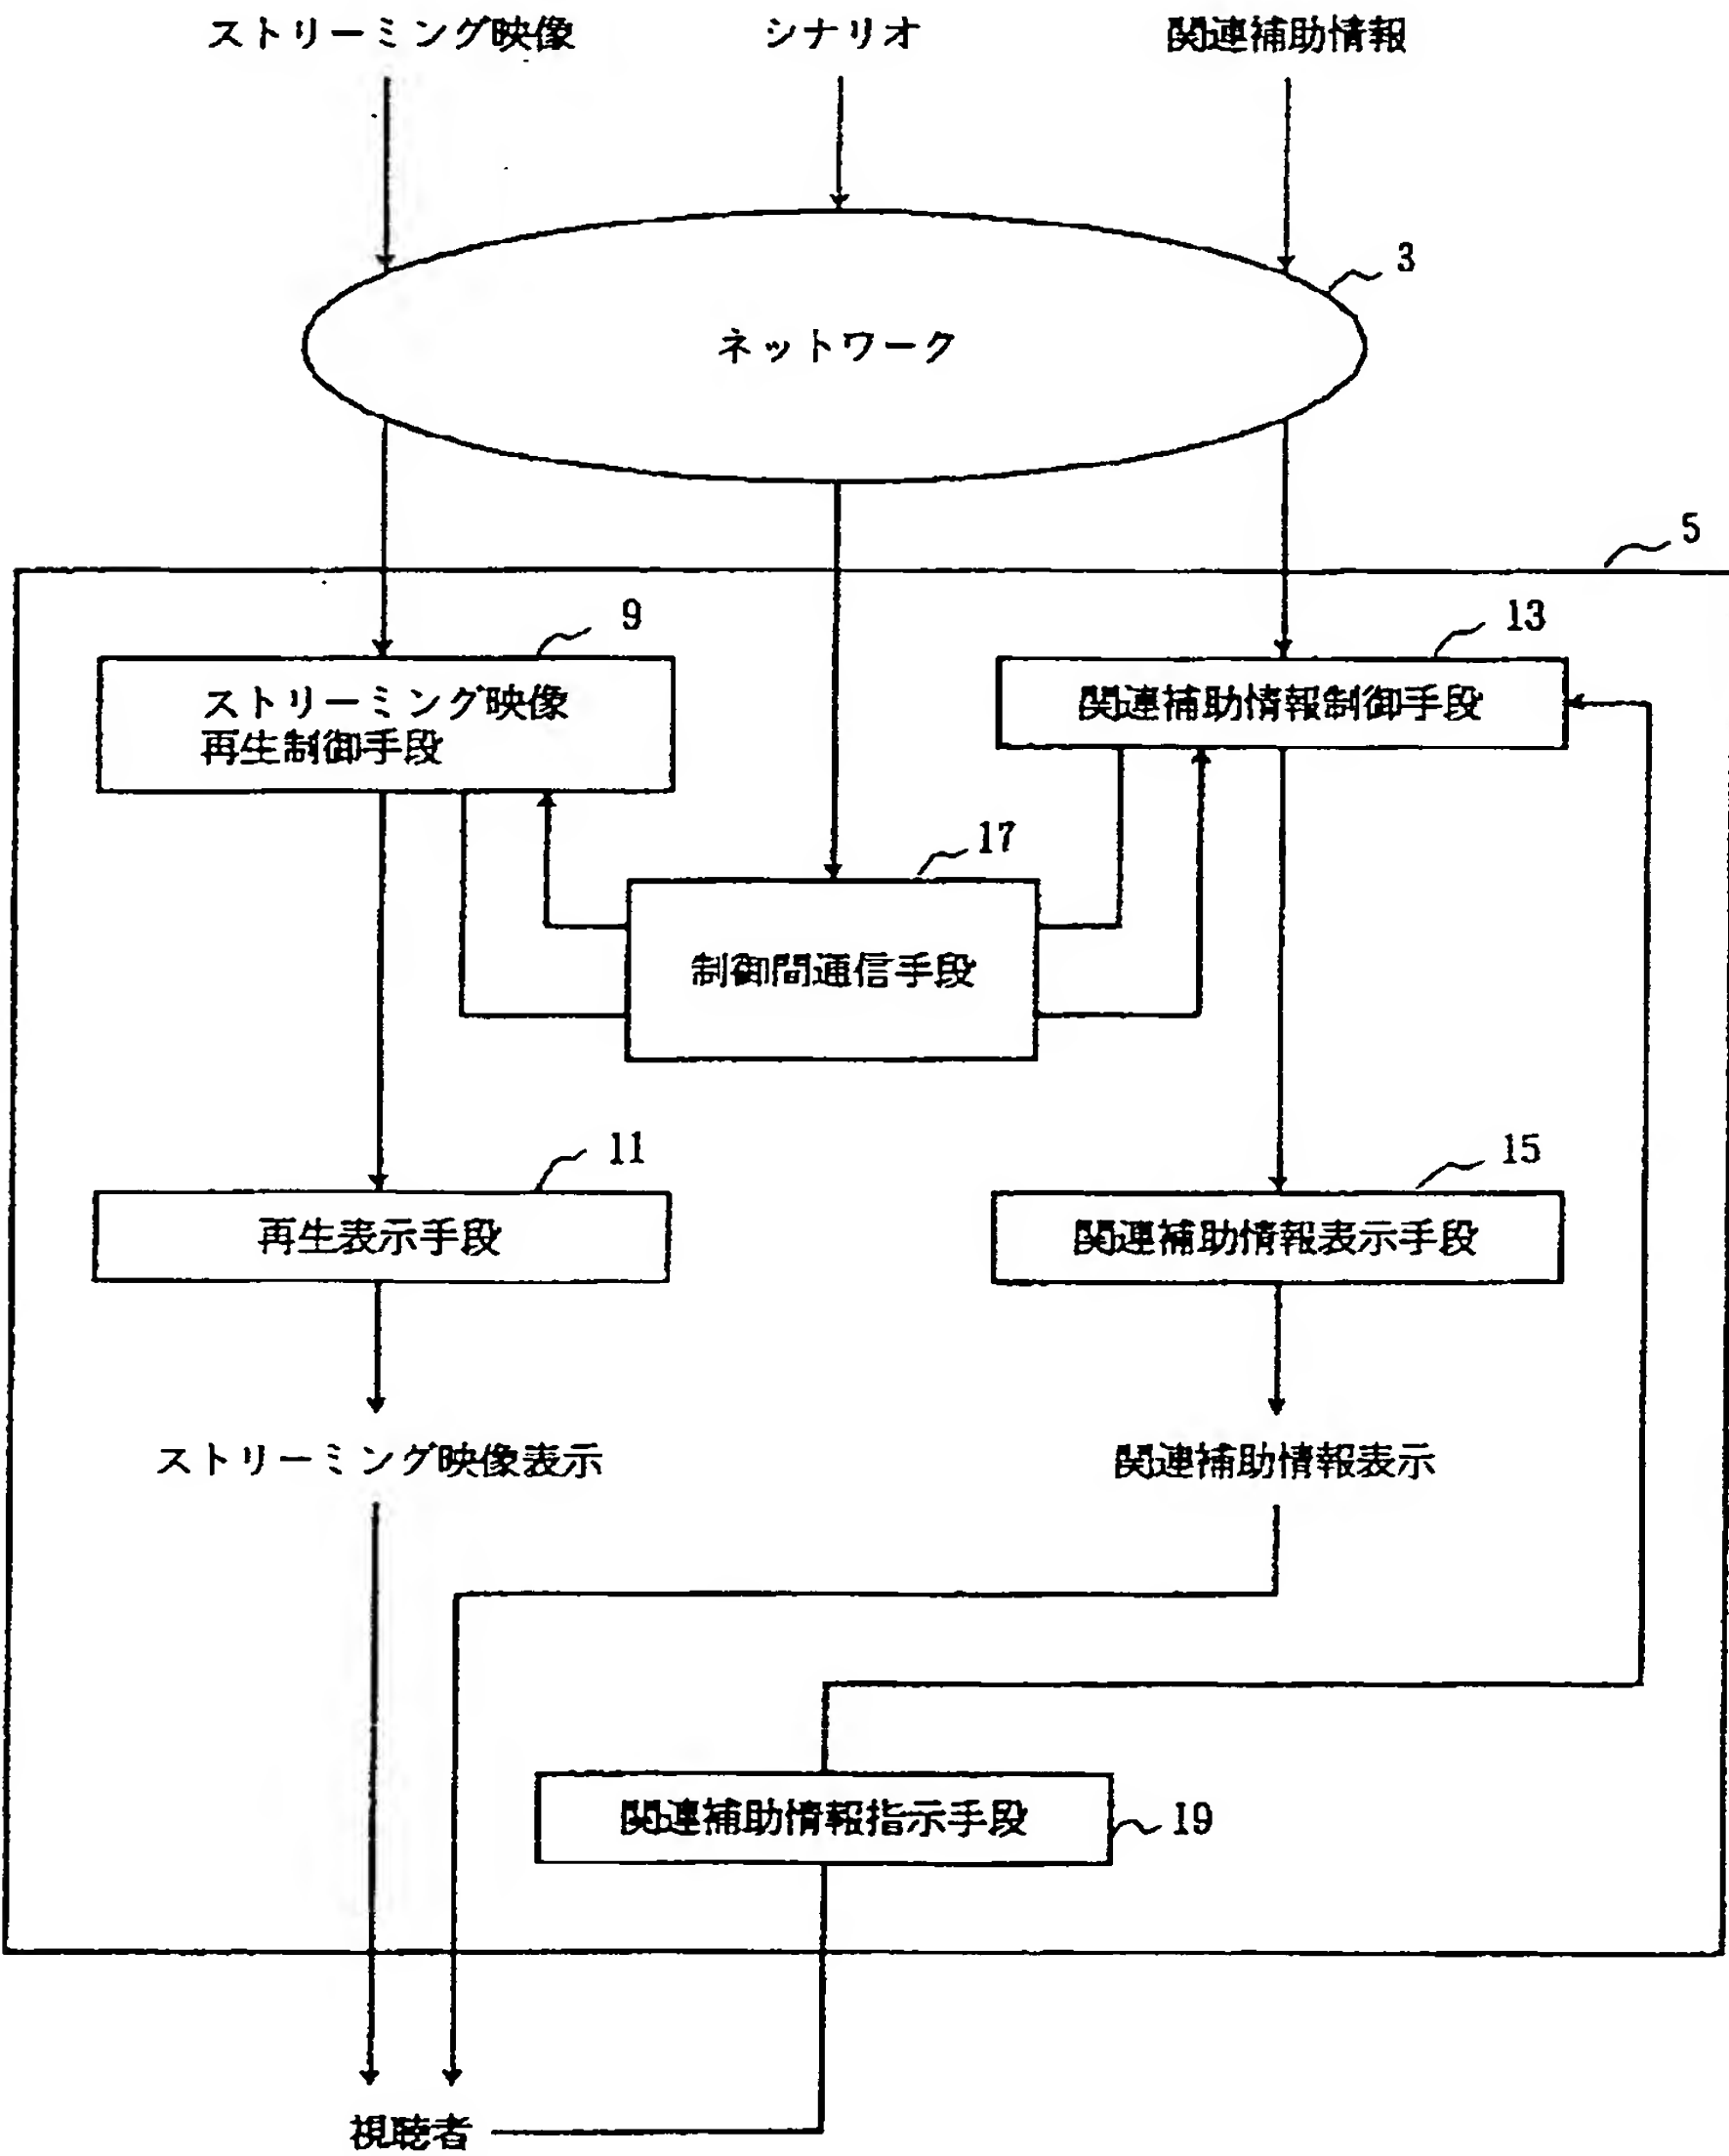 ストリーミング映像
シナリオ
関連補助情報
3
ネットワーク
5
9
13
ストリーミング映像
再生制御手段
関連補助情報制御手段
17
制御間通信手段
11
15
再生表示手段
関連補助情報表示手段
ストリーミング映像表示
関連補助情報表示
関連補助情報指示手段
19
視聴者